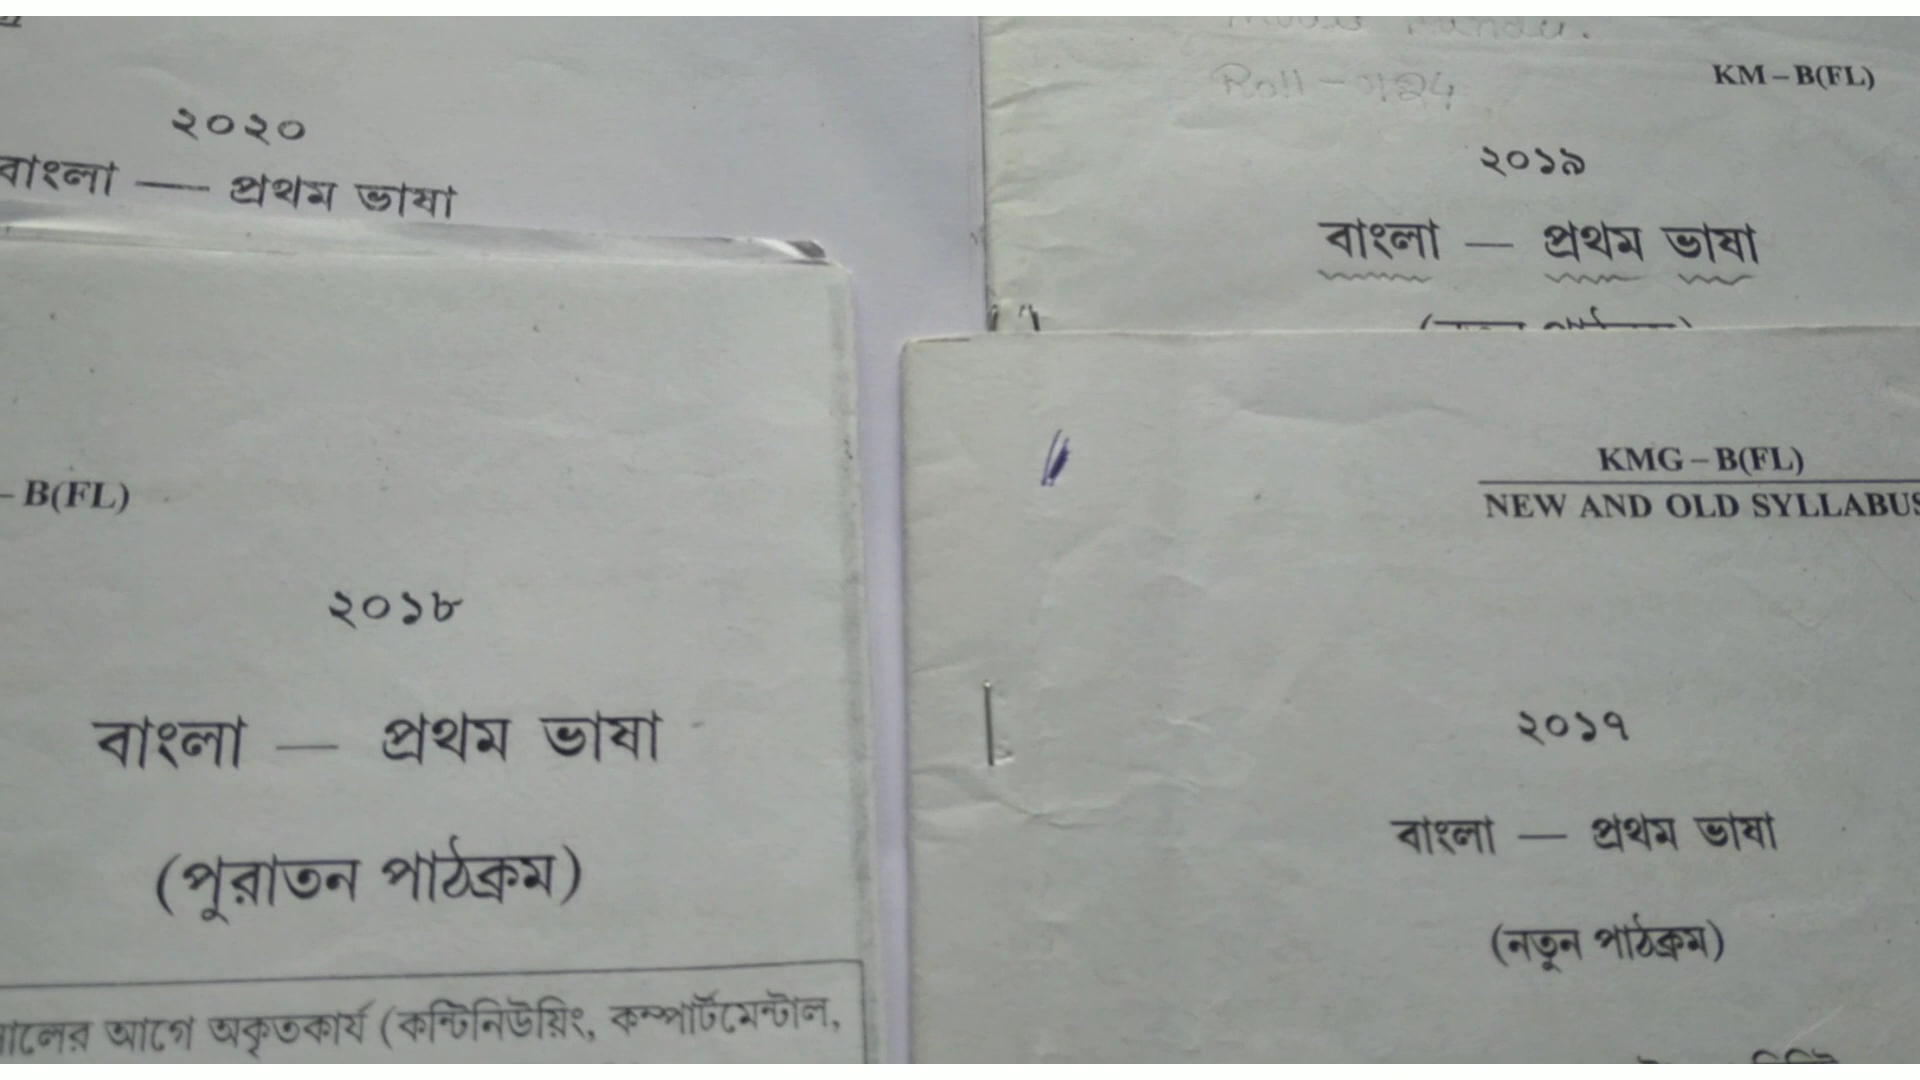 ২০২০
বাংলা — প্রথম ভাষা
Roll -
KM – B(FL)
২০১৯
বাংলা — প্রথম ভাষা
– B(FL)
২০১৮
বাংলা — প্রথম ভাষা
(পুরাতন পাঠক্রম)
আগে অকৃতকার্য (কন্টিনিউয়িং, কম্পার্টমেন্টাল,
KMG – B(FL)
NEW AND OLD SYLLABUS
২০১৭
বাংলা — প্রথম ভাষা
(নতুন পাঠক্রম)